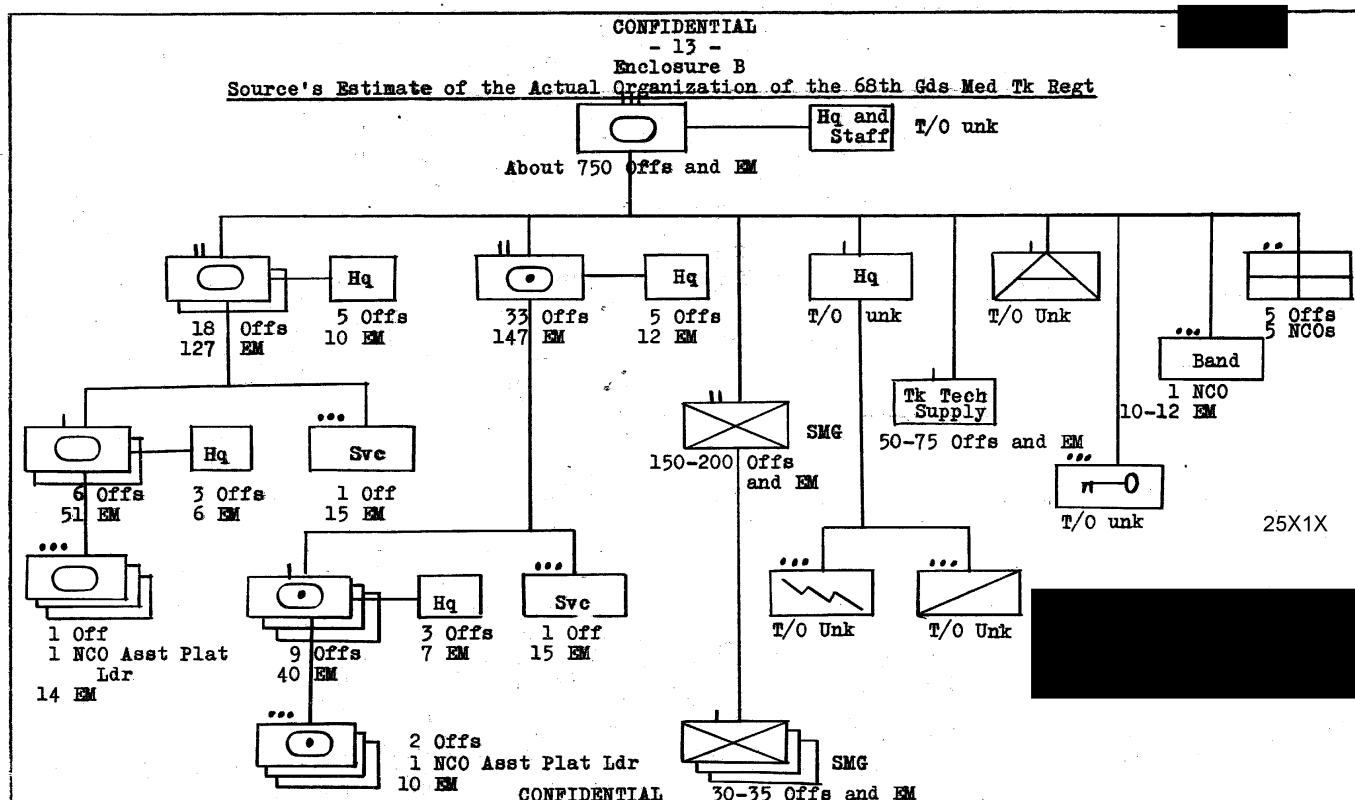 CONFIDENTIAL
- 13 -
Enclosure B
Source's Estimate of the Actual Organization of the 68th Gds Med Tk Regt
Hq and
Staff
T/O unk
About 750 Offs and EM
Hq
18 Offs
127 EM
5 Offs
10 EM
Hq
33 Offs
147 EM
5 Offs
12 EM
Hq
T/O unk
T/O Unk
5 Offs
5 NCOs
Band
1 NCO
10-12 EM
Tk Tech
Supply
50-75 Offs and EM
SMG
150-200 Offs
and EM
T/O unk
25X1X
Hq
6 Offs
51 EM
3 Offs
6 EM
Svc
1 Off
15 EM
1 Off
1 NCO Asst Plat
Ldr
14 EM
Hq
9 Offs
40 EM
3 Offs
7 EM
Svc
1 Off
15 EM
T/O Unk
T/O Unk
2 Offs
1 NCO Asst Plat Ldr
10 EM
SMG
30-35 Offs and EM
CONFIDENTIAL